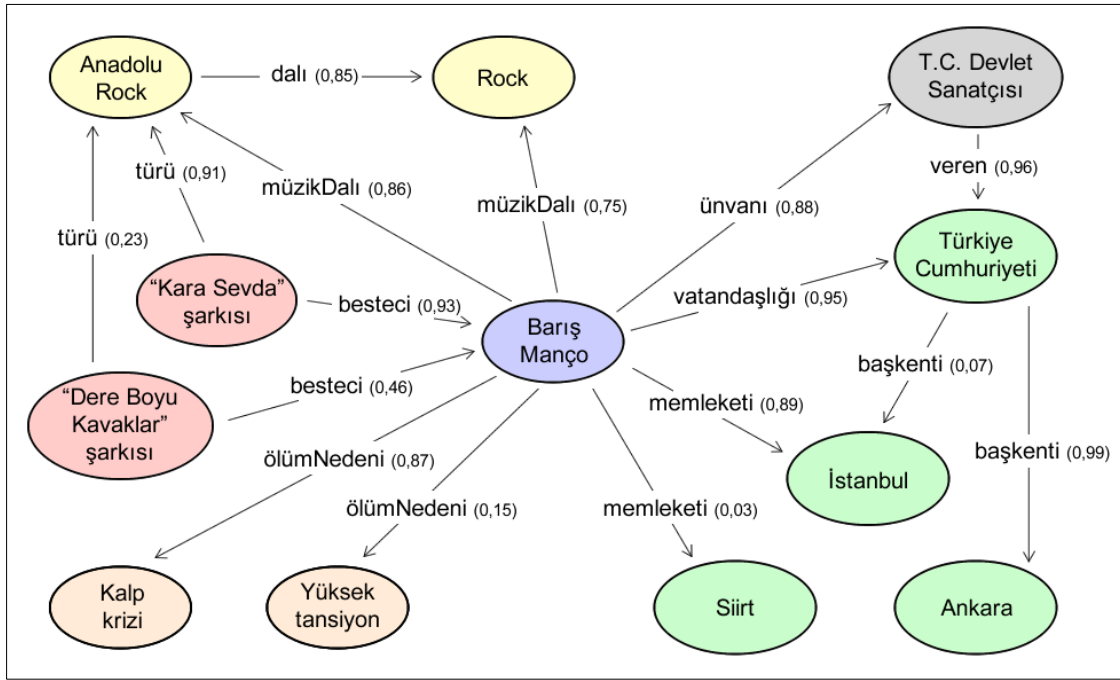 Anadolu
Rock
dalı (0,85)
Rock
T.C. Devlet
Sanatçısı
türü (0,91)
müzikDalı (0,86)
müzikDalı (0,75)
ünvanı (0,88)
veren (0,96)
türü (0,23)
Türkiye
Cumhuriyeti
“Kara Sevda”
şarkısı
besteci (0,93)
vatandaşlığı (0,95)
Barış
Manço
“Dere Boyu
Kavaklar”
şarkısı
besteci (0,46)
başkenti (0,07)
memleketi (0,89)
ölümNedeni (0,87)
başkenti (0,99)
İstanbul
ölümNedeni (0,15)
memleketi (0,03)
Kalp
krizi
Yüksek
tansiyon
Siirt
Ankara